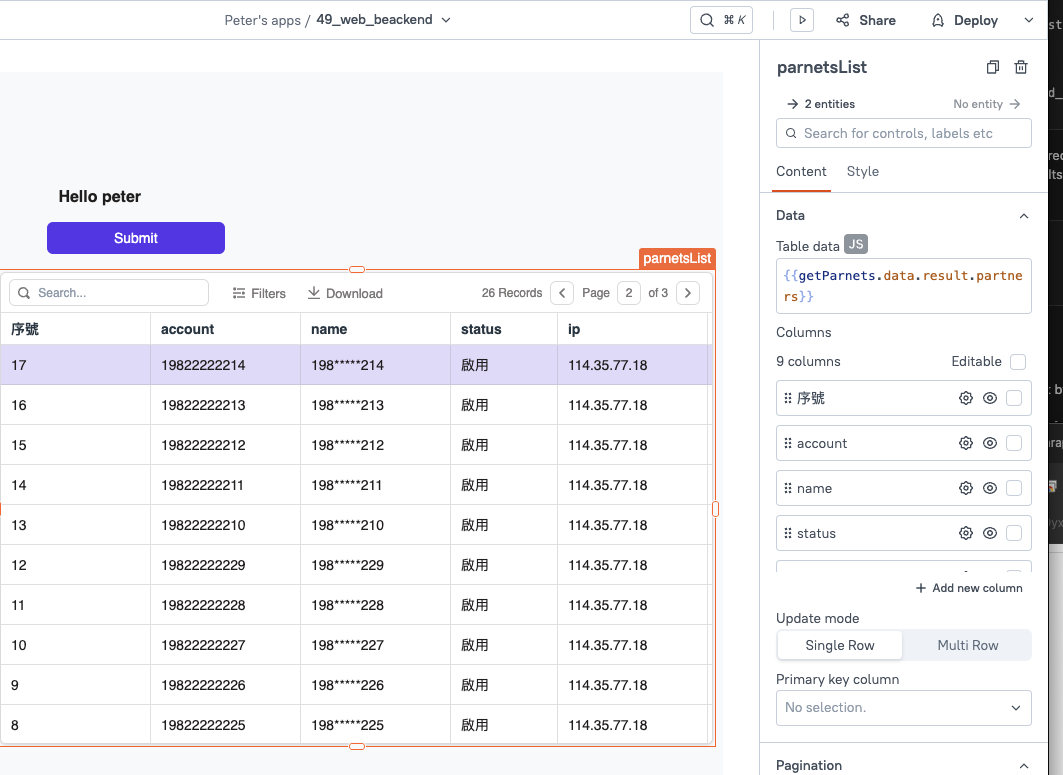 Peter's apps / 49_web_beackend
⌘ K
Share
Deploy
parnetsList
2 entities
No entity
Search for controls, labels etc
Content
Style
Data
Table data
JS
{{getParnets.data.result.partne
rs}}
Columns
9 columns
Editable
序號
account
name
status
Add new column
Update mode
Single Row
Multi Row
Primary key column
No selection.
Pagination
Hello peter
Submit
parnetsList
Search...
Filters
Download
26 Records
Page
2
of 3
序號 account name status ip
17 19822222214 198*****214 啟用 114.35.77.18
16 19822222213 198*****213 啟用 114.35.77.18
15 19822222212 198*****212 啟用 114.35.77.18
14 19822222211 198*****211 啟用 114.35.77.18
13 19822222210 198*****210 啟用 114.35.77.18
12 19822222229 198*****229 啟用 114.35.77.18
11 19822222228 198*****228 啟用 114.35.77.18
10 19822222227 198*****227 啟用 114.35.77.18
9 19822222226 198*****226 啟用 114.35.77.18
8 19822222225 198*****225 啟用 114.35.77.18